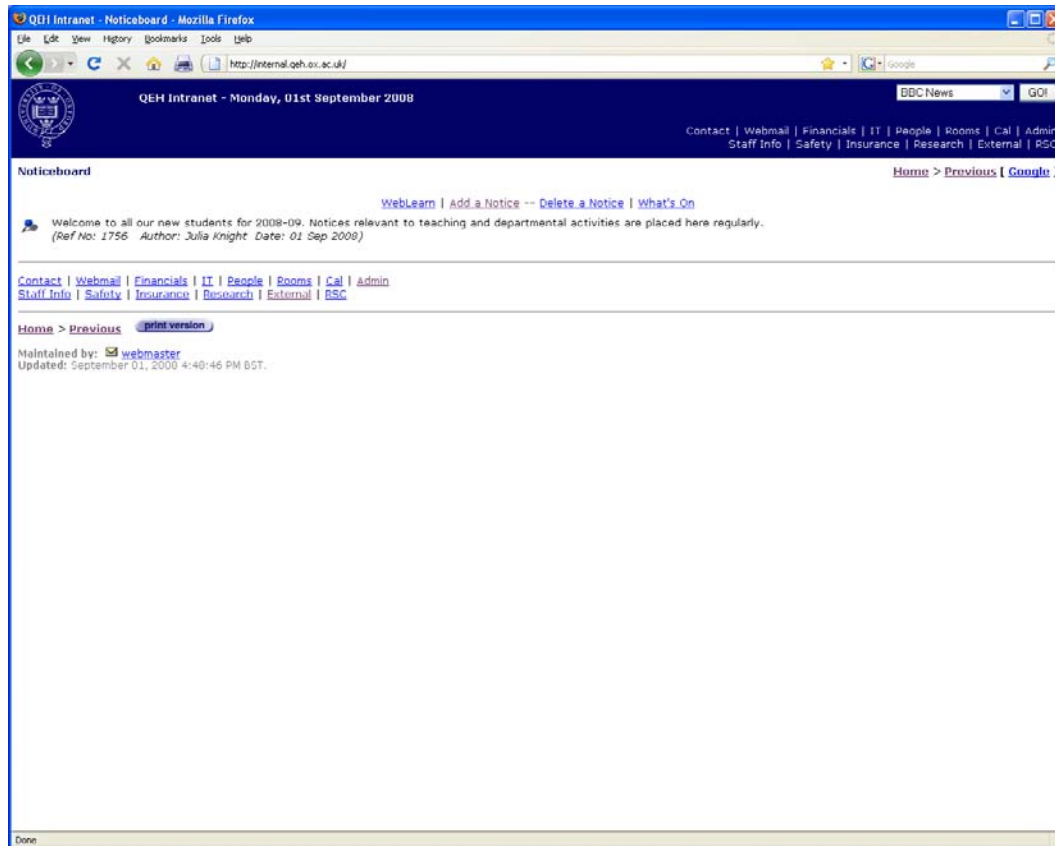 QEH Intranet - Noticeboard - Mozilla Firefox
File Edit View History Bookmarks Tools Help
http://internal.qeh.ox.ac.uk/
Google
QEH Intranet - Monday, 01st September 2008
BBC News GO!
Contact | Webmail | Financials | IT | People | Rooms | Cal | Admin
Staff Info | Safety | Insurance | Research | External | RSC
Noticeboard
Home > Previous [ Google ]
WebLearn | Add a Notice -- Delete a Notice | What's On
Welcome to all our new students for 2008-09. Notices relevant to teaching and departmental activities are placed here regularly.
(Ref No: 1756 Author: Julia Knight Date: 01 Sep 2008)
Contact | Webmail | Financials | IT | People | Rooms | Cal | Admin
Staff Info | Safety | Insurance | Research | External | RSC
Home > Previous print version
Maintained by: webmaster
Updated: September 01, 2008 4:48:46 PM BST.
Done